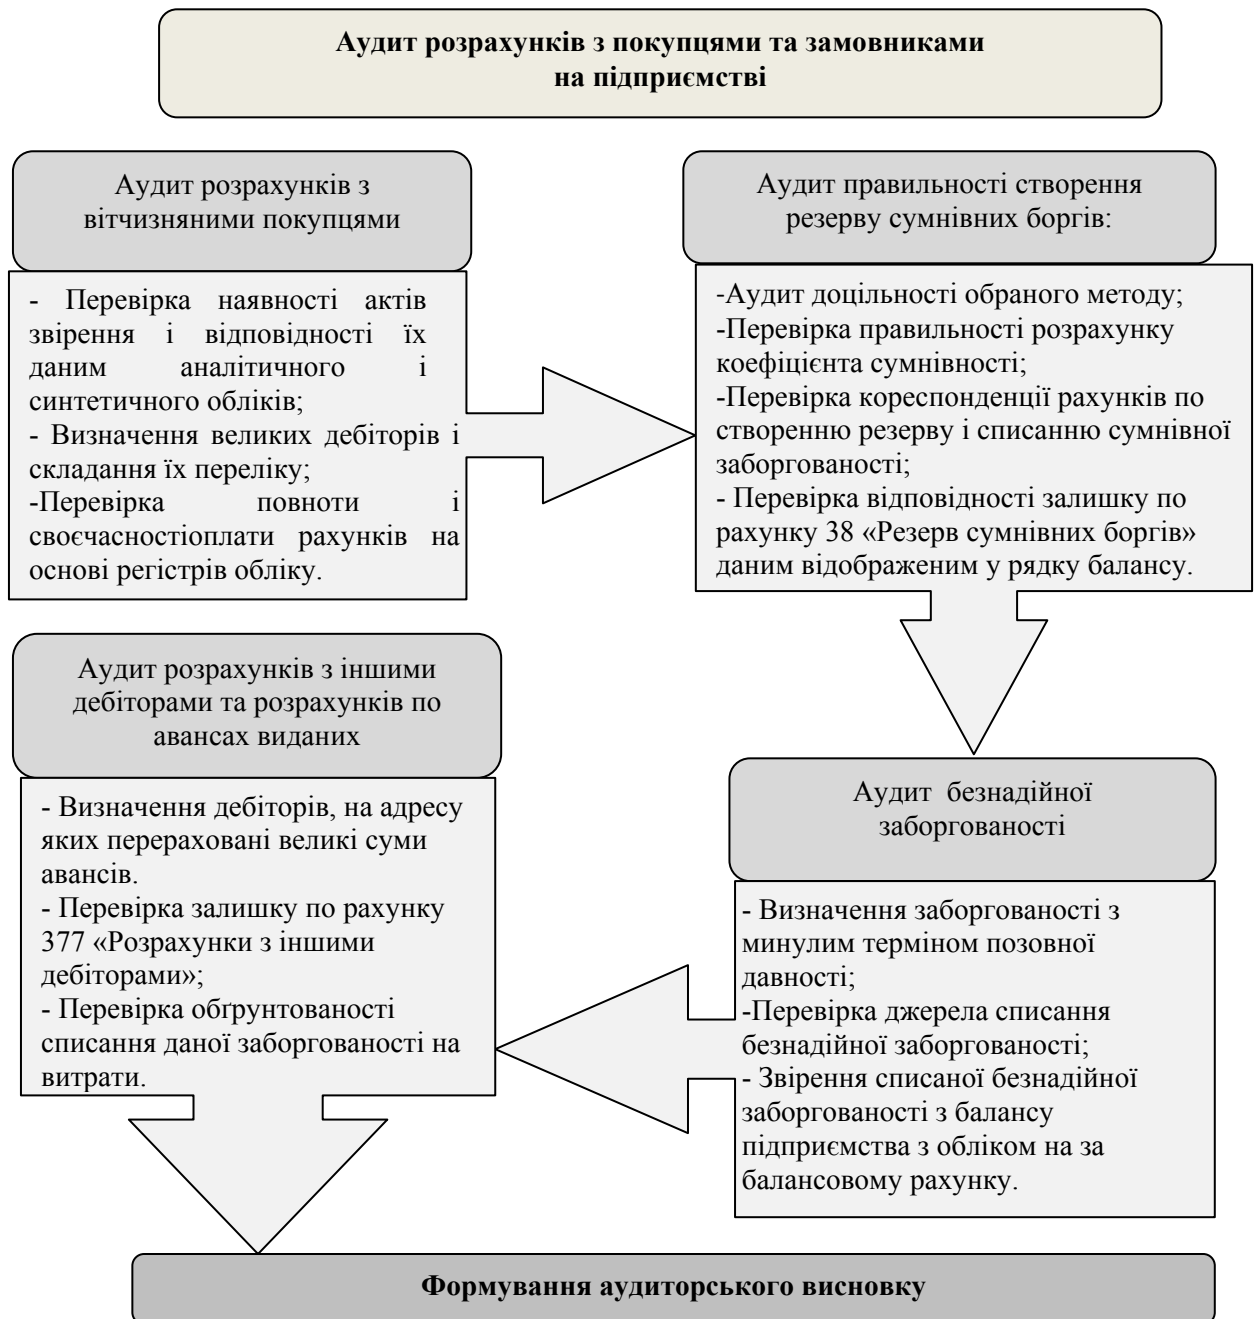 Аудит розрахунків з покупцями та замовниками
на підприємстві
Аудит розрахунків з
вітчизняними покупцями
- Перевірка наявності актів
звірення і відповідності їх
даним аналітичного і
синтетичного обліків;
- Визначення великих дебіторів і
складання їх переліку;
-Перевірка повноти і
своєчасностіоплати рахунків на
основі регістрів обліку.
Аудит правильності створення
резерву сумнівних боргів:
-Аудит доцільності обраного методу;
-Перевірка правильності розрахунку
коефіцієнта сумнівності;
-Перевірка кореспонденції рахунків по
створенню резерву і списанню сумнівної
заборгованості;
- Перевірка відповідності залишку по
рахунку 38 «Резерв сумнівних боргів»
даним відображеним у рядку балансу.
Аудит безнадійної
заборгованості
- Визначення заборгованості з
минулим терміном позовної
давності;
-Перевірка джерела списання
безнадійної заборгованості;
- Звірення списаної безнадійної
заборгованості з балансу
підприємства з обліком на за
балансовому рахунку.
Аудит розрахунків з іншими
дебіторами та розрахунків по
авансах виданих
- Визначення дебіторів, на адресу
яких перераховані великі суми
авансів.
- Перевірка залишку по рахунку
377 «Розрахунки з іншими
дебіторами»;
- Перевірка обґрунтованості
списання даної заборгованості на
витрати.
Формування аудиторського висновку